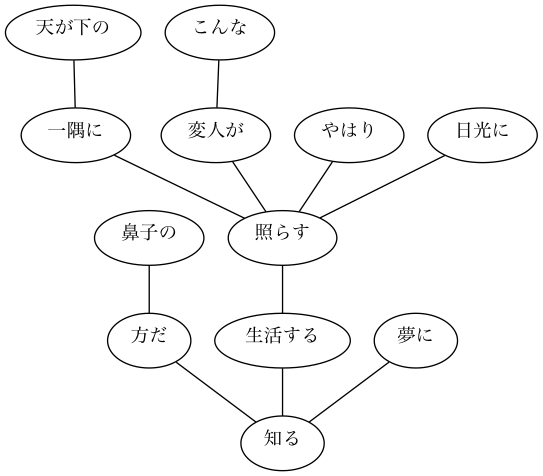 天が下の
こんな
一隅に
変人が
やはり
日光に
鼻子の
照らす
方だ
生活する
夢に
知る